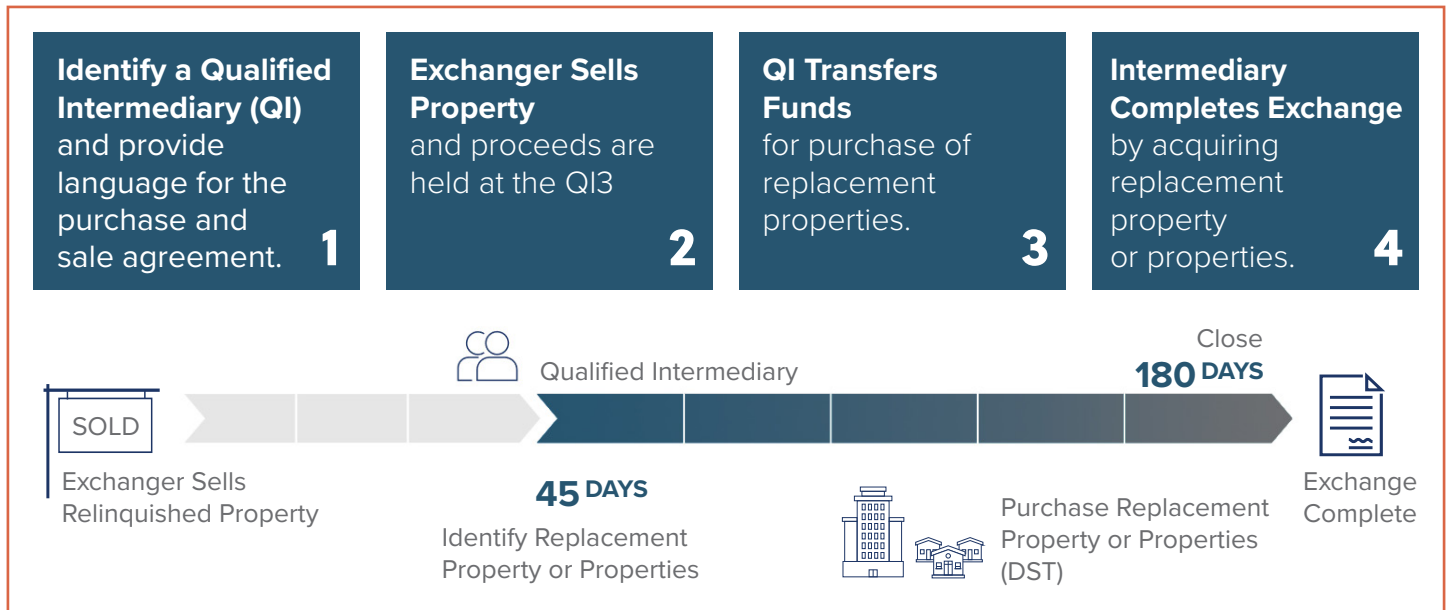 Identify a Qualified
Intermediary (QI)
and provide
language for the
purchase and
sale agreement.
1
Exchanger Sells
Property
and proceeds are
held at the QI3
2
QI Transfers
Funds
for purchase of
replacement
properties.
3
Intermediary
Completes Exchange
by acquiring
replacement
property
or properties.
4
SOLD
Exchanger Sells
Relinquished Property
Qualified Intermediary
45 DAYS
Identify Replacement
Property or Properties
Close
180 DAYS
Purchase Replacement
Property or Properties
(DST)
Exchange
Complete